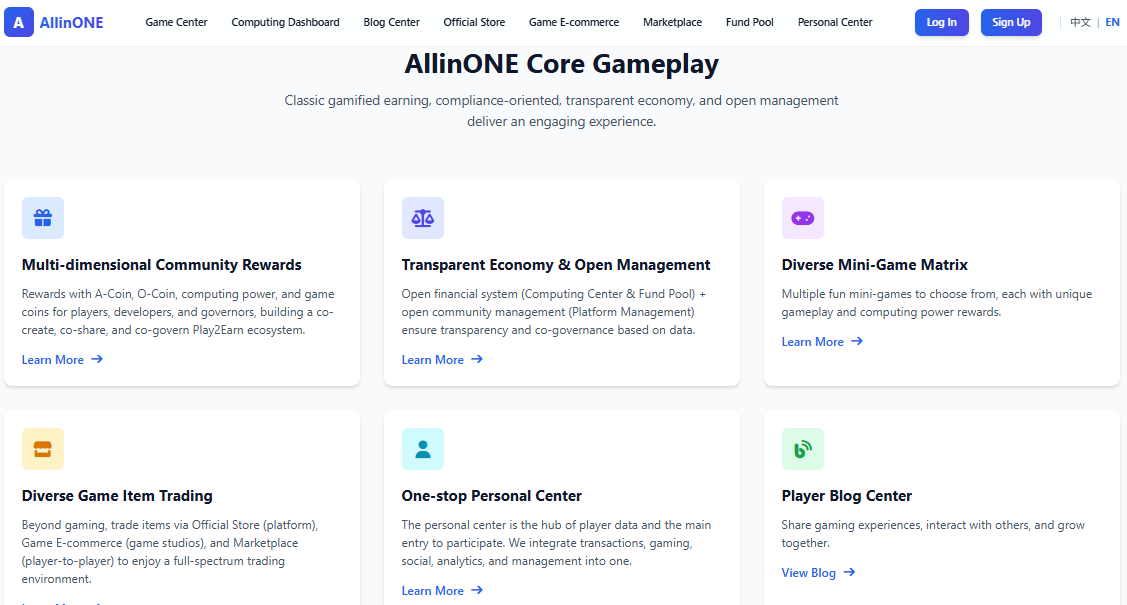 A AllinONE Game Center Computing Dashboard Blog Center Official Store Game E-commerce Marketplace Fund Pool Personal Center Log In Sign Up 中文 | EN
AllinONE Core Gameplay
Classic gamified earning, compliance-oriented, transparent economy, and open management
deliver an engaging experience.
Multi-dimensional Community Rewards
Rewards with A-Coin, O-Coin, computing power, and game
coins for players, developers, and governors, building a co-
create, co-share, and co-govern Play2Earn ecosystem.
Learn More →
Transparent Economy & Open Management
Open financial system (Computing Center & Fund Pool) +
open community management (Platform Management)
ensure transparency and co-governance based on data.
Learn More →
Diverse Mini-Game Matrix
Multiple fun mini-games to choose from, each with unique
gameplay and computing power rewards.
Learn More →
Diverse Game Item Trading
Beyond gaming, trade items via Official Store (platform),
Game E-commerce (game studios), and Marketplace
(player-to-player) to enjoy a full-spectrum trading
environment.
One-stop Personal Center
The personal center is the hub of player data and the main
entry to participate. We integrate transactions, gaming,
social, analytics, and management into one.
Learn More →
Player Blog Center
Share gaming experiences, interact with others, and grow
together.
View Blog →